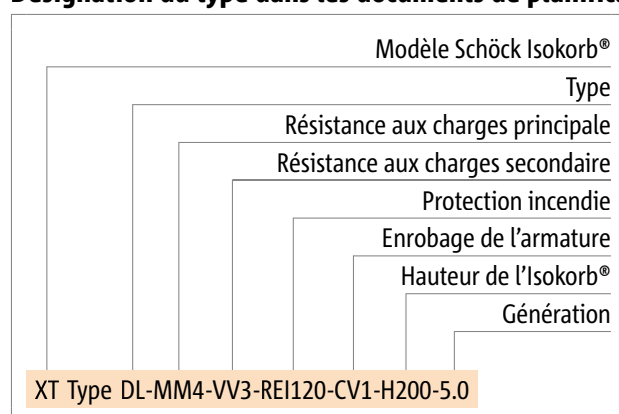 Désignation du type dans les documents de planific
Modèle Schöck Isokorb®
Type
Résistance aux charges principale
Résistance aux charges secondaire
Protection incendie
Enrobage de l’armature
Hauteur de l’Isokorb®
Génération
XT Type DL-MM4-VV3-REI120-CV1-H200-5.0